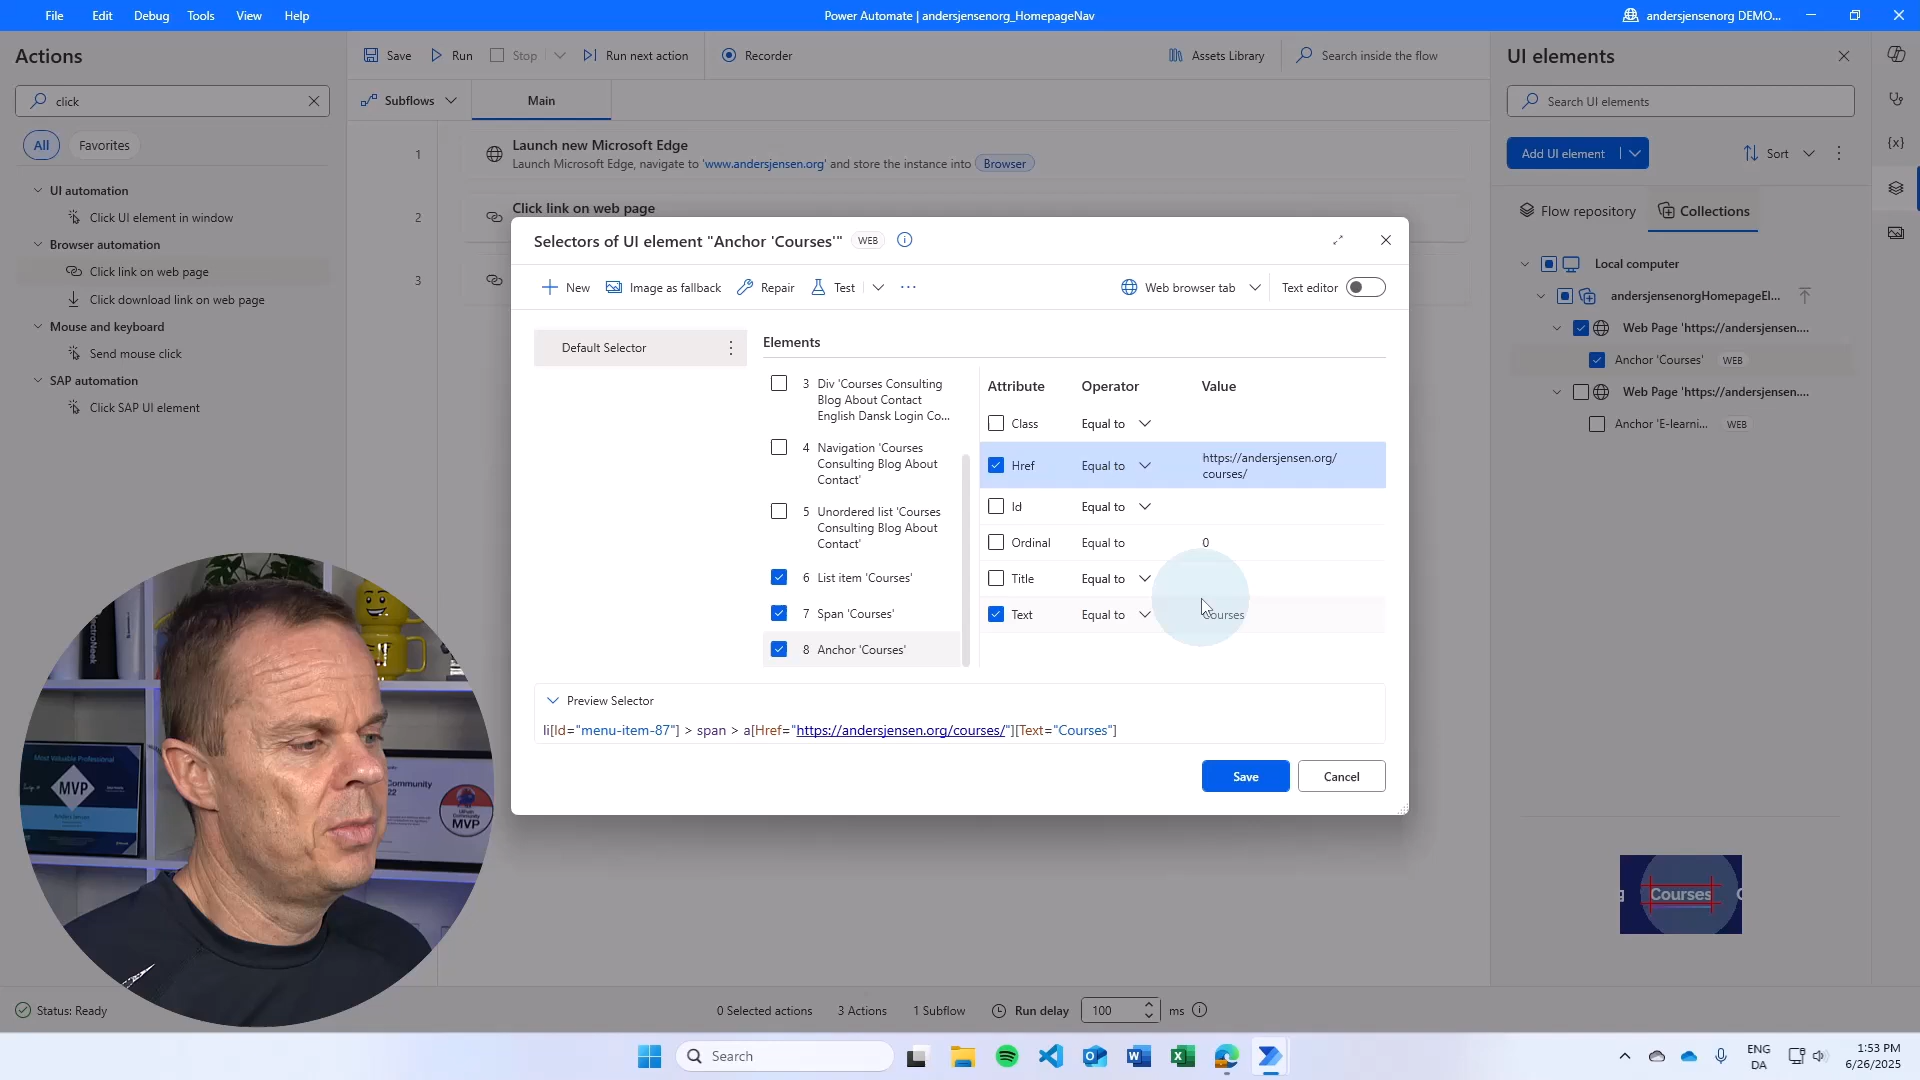 File Edit Debug Tools View Help
Power Automate | andersjensenorg_HomepageNav
andersjensenorg DEMO...
Actions
click
All Favorites
UI automation
Click UI element in window
Browser automation
Click link on web page
Click download link on web page
Mouse and keyboard
Send mouse click
SAP automation
Click SAP UI element
Save Run Stop Run next action Recorder
Assets Library Search inside the flow
Subflows Main
1 Launch new Microsoft Edge
Launch Microsoft Edge, navigate to 'www.andersjensen.org' and store the instance into Browser
2 Click link on web page
3
Selectors of UI element "Anchor 'Courses'" WEB
New Image as fallback Repair Test ... Web browser tab Text editor
Default Selector
Elements
3 Div 'Courses Consulting
Blog About Contact
English Dansk Login Co...
4 Navigation 'Courses
Consulting Blog About
Contact'
5 Unordered list 'Courses
Consulting Blog About
Contact'
6 List item 'Courses'
7 Span 'Courses'
8 Anchor 'Courses'
Attribute Operator Value
Class Equal to
Href Equal to https://andersjensen.org/
courses/
Id Equal to
Ordinal Equal to 0
Title Equal to
Text Equal to Courses
Preview Selector
li[Id="menu-item-87"] > span > a[Href="https://andersjensen.org/courses/"][Text="Courses"]
Save Cancel
UI elements
Search UI elements
Add UI element Sort
Flow repository Collections
Local computer
andersjensenorgHomepageEl...
Web Page 'https://andersjensen....
Anchor 'Courses' WEB
Web Page 'https://andersjensen....
Anchor 'E-learni... WEB
Courses
Most Valuable Professional
MVP
Community
MVP
Status: Ready
0 Selected actions 3 Actions 1 Subflow Run delay 100 ms
Search
ENG
DA
1:53 PM
6/26/2025